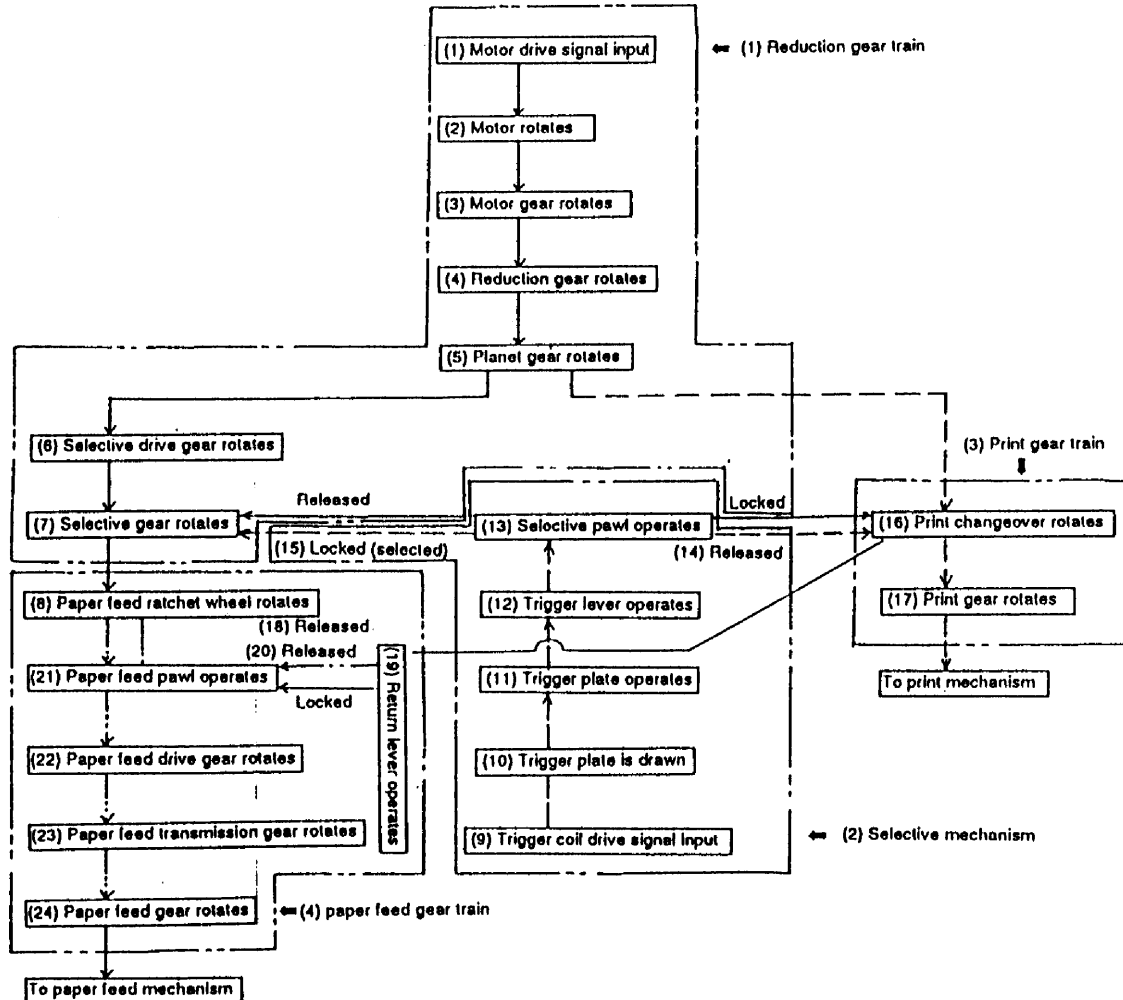 (1) Motor drive signal input
⇐ (1) Reduction gear train
(2) Motor rotates
(3) Motor gear rotates
(4) Reduction gear rotates
(5) Planet gear rotates
(6) Selective drive gear rotates
(3) Print gear train
Released
Locked
(7) Selective gear rotates
(13) Selective pawl operates
(16) Print changeover rotates
(15) Locked (selected)
(14) Released
(8) Paper feed ratchet wheel rotates
(12) Trigger lever operates
(17) Print gear rotates
(18) Released
(20) Released
(19) Return lever operates
(21) Paper feed pawl operates
(11) Trigger plate operates
To print mechanism
Locked
(22) Paper feed drive gear rotates
(10) Trigger plate is drawn
(23) Paper feed transmission gear rotates
(9) Trigger coil drive signal input
⇐ (2) Selective mechanism
(24) Paper feed gear rotates
⇐ (4) paper feed gear train
To paper feed mechanism